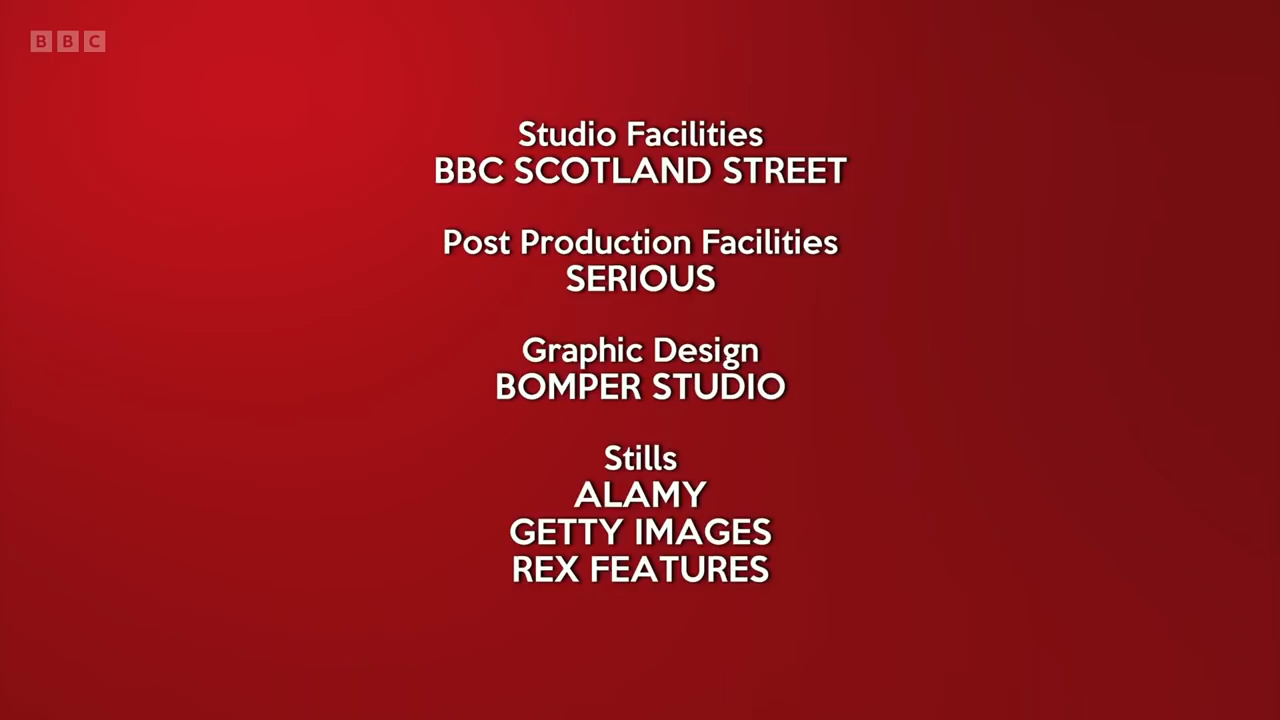 BBC
Studio Facilities
BBC SCOTLAND STREET
Post Production Facilities
SERIOUS
Graphic Design
BOMPER STUDIO
Stills
ALAMY
GETTY IMAGES
REX FEATURES